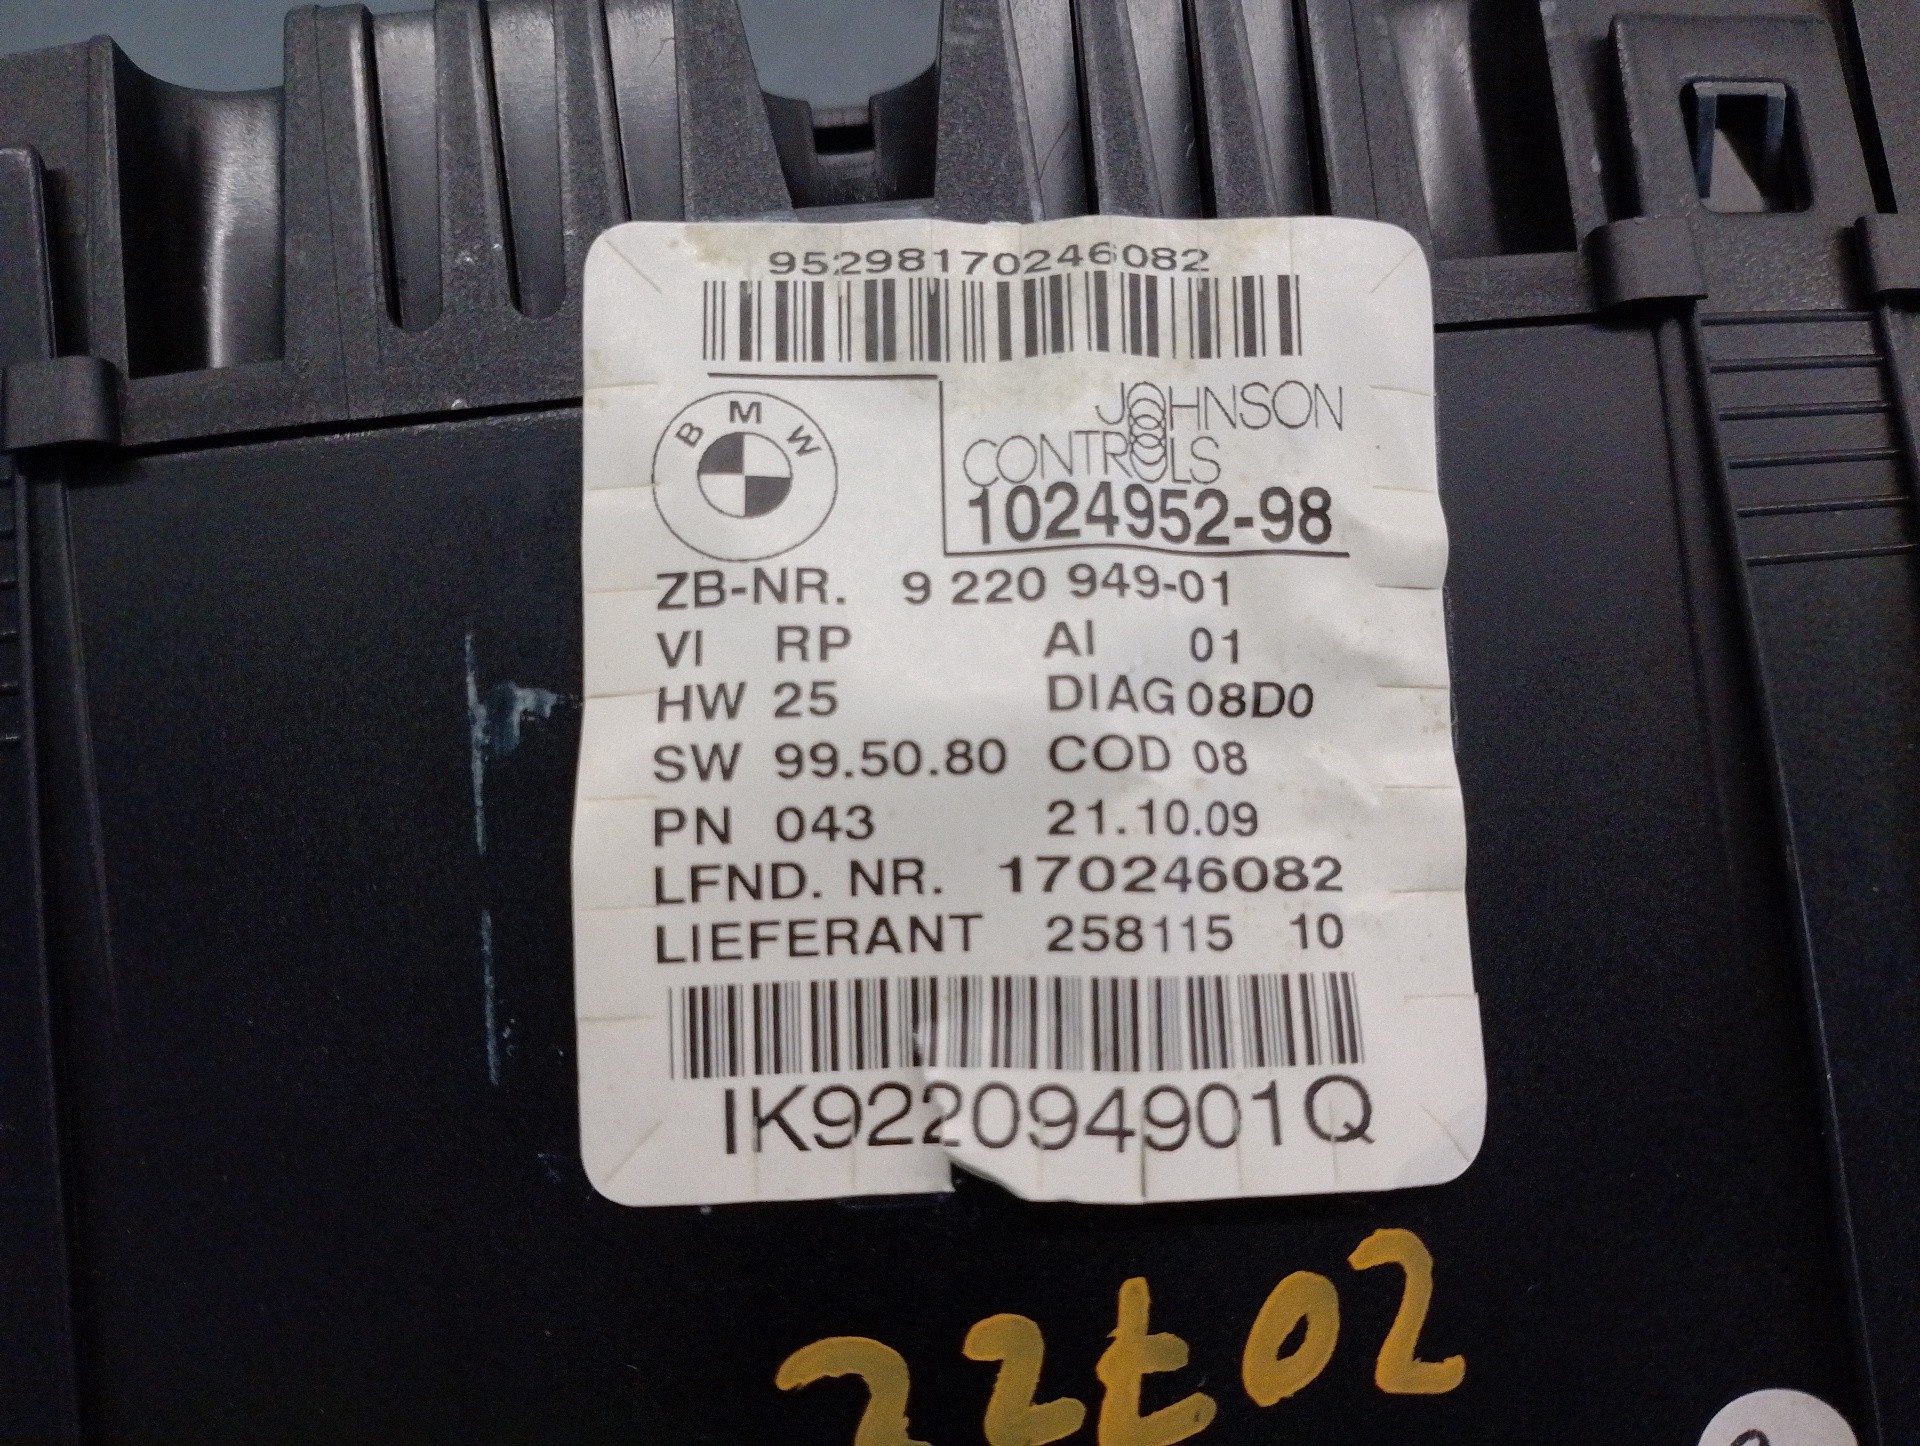 95298170246082
BMW
JOHNSON
CONTROLS
1024952-98
ZB-NR. 9 220 949-01
VI RP AI 01
HW 25 DIAG 08D0
SW 99.50.80 COD 08
PN 043 21.10.09
LFND. NR. 170246082
LIEFERANT 258115 10
IK922094901Q